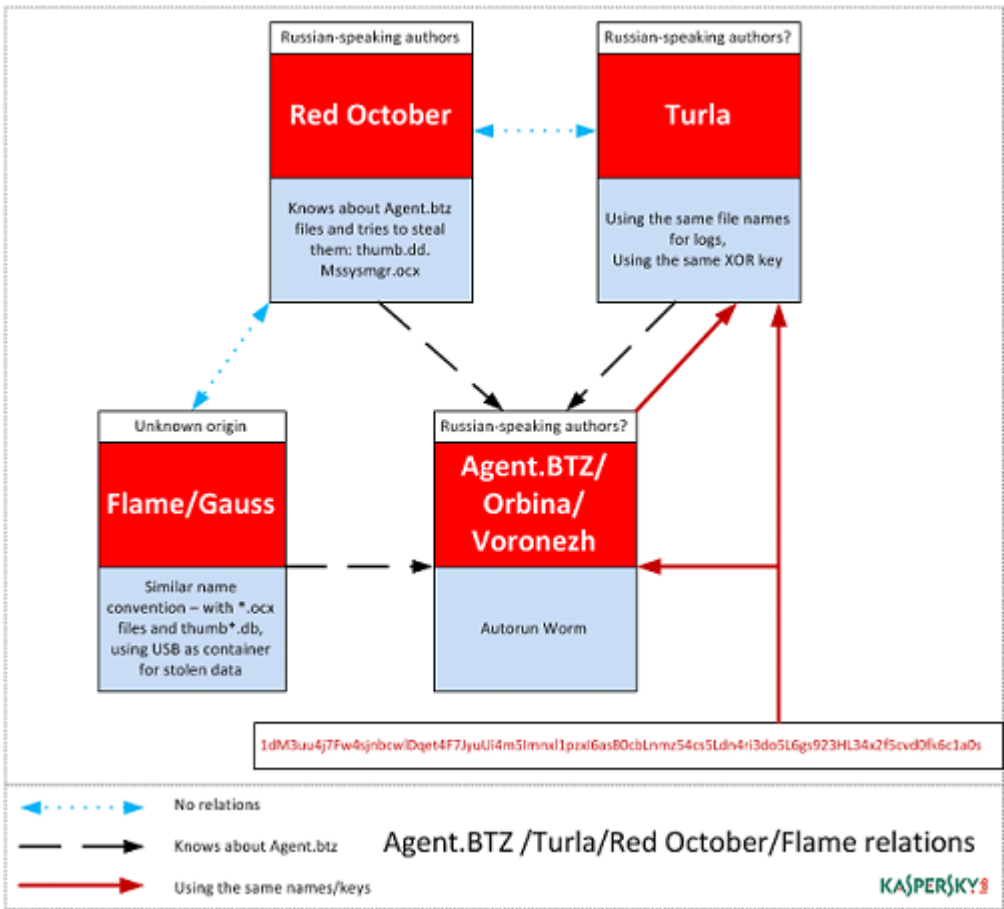 Russian-speaking authors
Red October
Knows about Agent.btz
files and tries to steal
them: thumb.dd.
Mssysmgr.ocx
Russian-speaking authors?
Turla
Using the same file names
for logs,
Using the same XOR key
Unknown origin
Flame/Gauss
Similar name
convention – with *.ocx
files and thumb*.db,
using USB as container
for stolen data
Russian-speaking authors?
Agent.BTZ/
Orbina/
Voronezh
Autorun Worm
1dM3uu4j7Fw4sjnbcwlDqet4F7JyuUi4m5Imnxl1pzxI6as80cbLnmz54cs5Ldn4ri3do5L6gs923HL34x2f5cvd0fk6c1a0s
No relations
Knows about Agent.btz
Using the same names/keys
Agent.BTZ /Turla/Red October/Flame relations
KASPERSKY lab